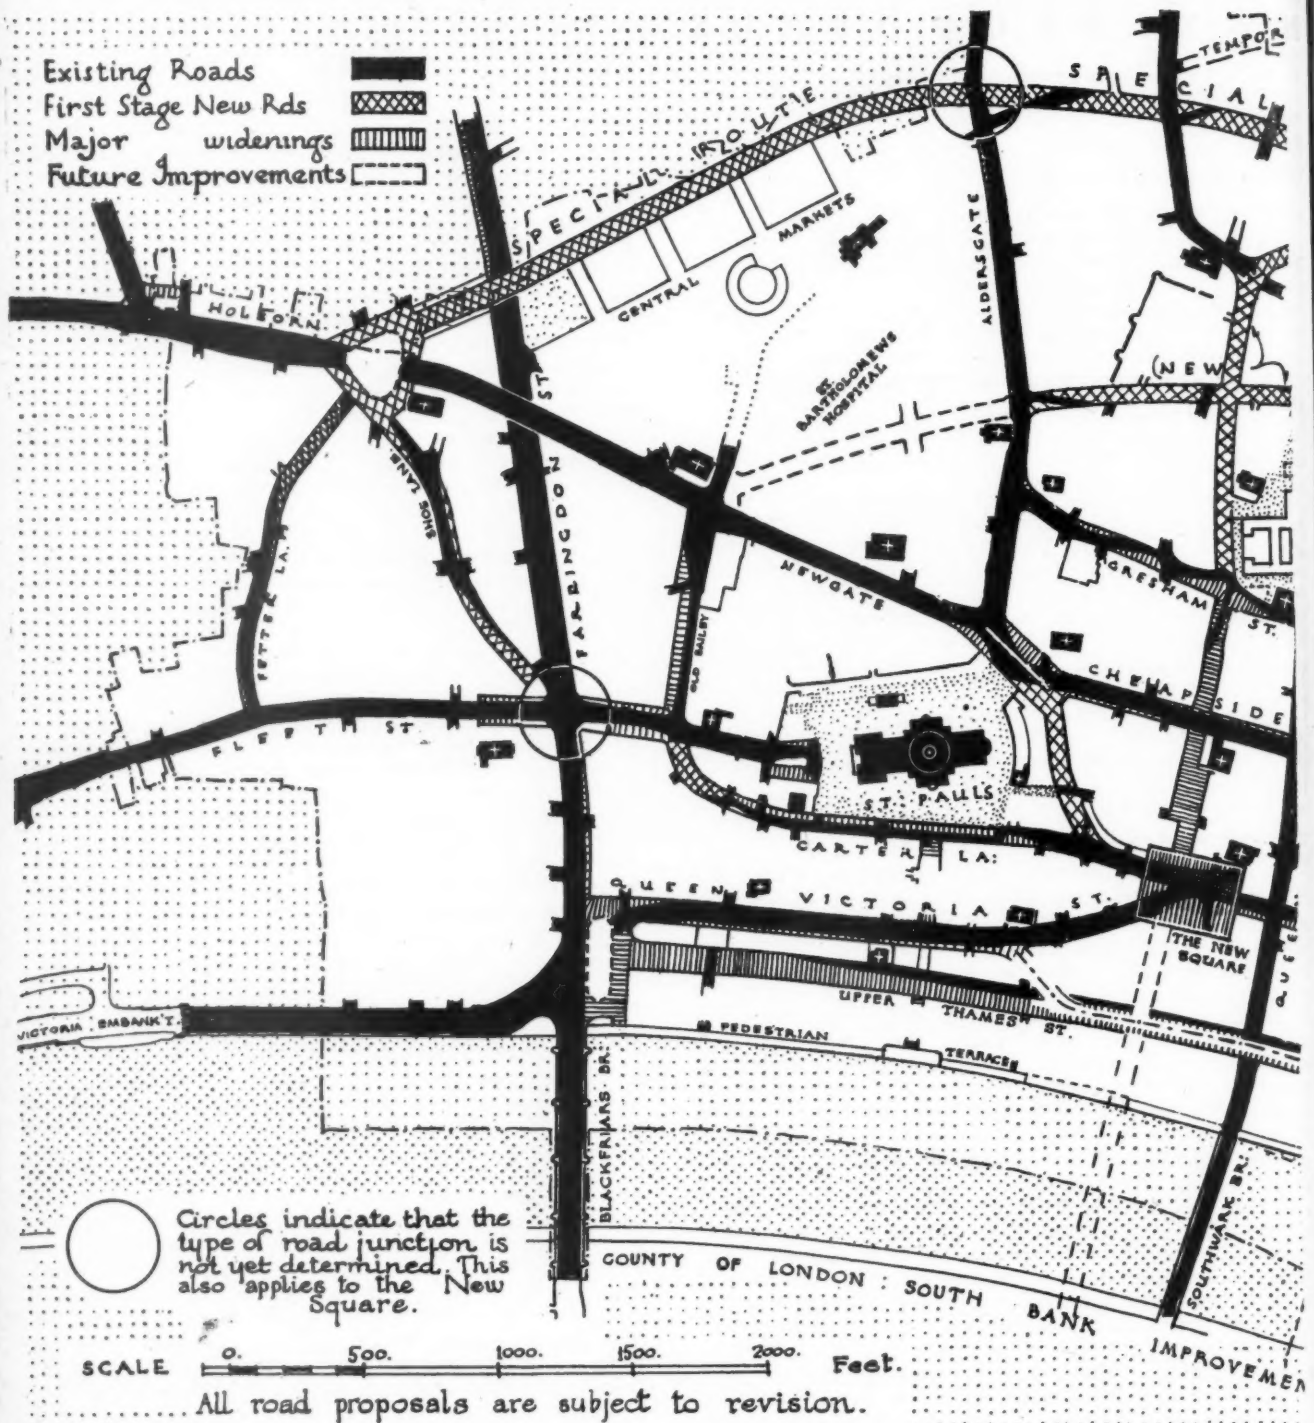 Existing Roads
First Stage New Rds
Major widenings
Future Improvements
TEMPOR
SPECIAL
SPECIAL ROUTE
MARKETS
CENTRAL
ALDERSGATE
HOLBORN
(NEW
ST.
BARTHOLOMEWS
HOSPITAL
SHOE LANE
FARRINGDON ST.
FETTER LA.
NEWGATE
GRESHAM ST.
OLD BAILEY
CHEAPSIDE
FLEET ST
ST. PAULS
CARTER LA:
QUEEN VICTORIA ST.
THE NEW
SQUARE
QUEE
UPPER THAMES ST.
VICTORIA EMBANK'T.
PEDESTRIAN TERRACE
BLACKFRIARS BR.
SOUTHWARK BR.
Circles indicate that the
type of road junction is
not yet determined. This
also applies to the New
Square.
COUNTY OF LONDON SOUTH BANK IMPROVEMEN
SCALE 0. 500. 1000. 1500. 2000. Feet.
All road proposals are subject to revision.